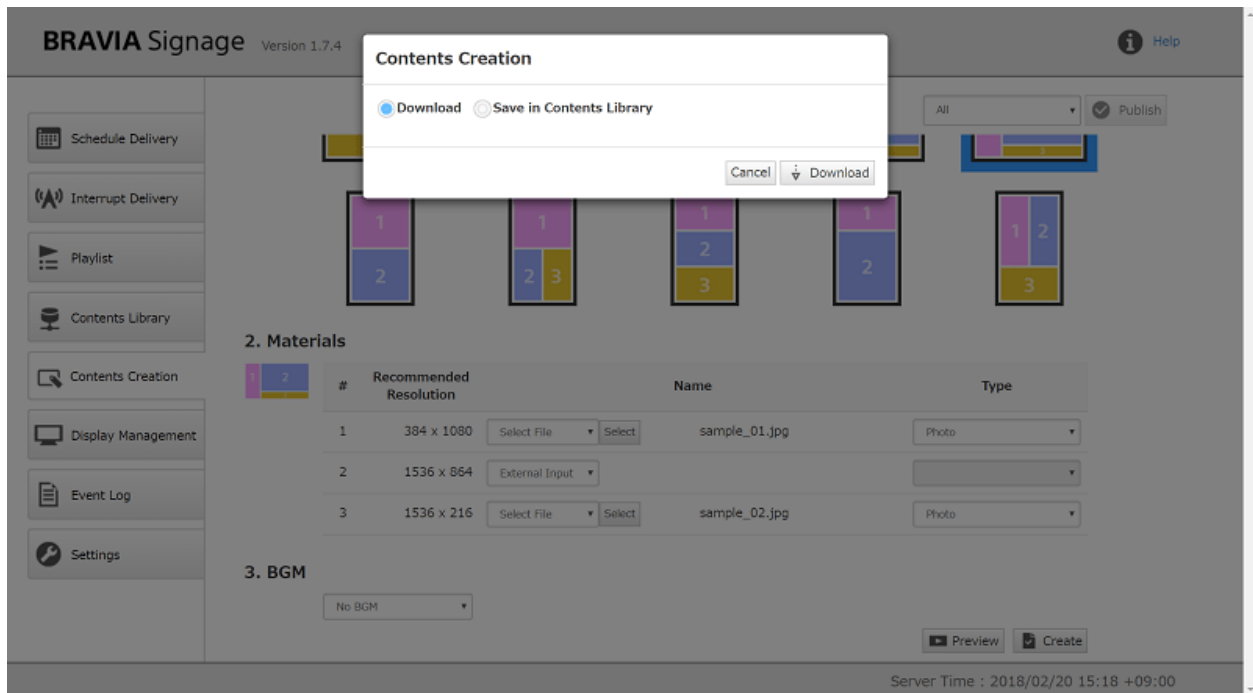 BRAVIA Signage Version 1.7.4
Help
Contents Creation
Download Save in Contents Library
Cancel Download
All Publish
Schedule Delivery
Interrupt Delivery
Playlist
Contents Library
Contents Creation
Display Management
Event Log
Settings
3
1 1 1 1 1 2
2 2 3 2 2 3
3
2. Materials
1 2
# Recommended Resolution Name Type
1 384 x 1080 Select File Select sample_01.jpg Photo
2 1536 x 864 External Input
3 1536 x 216 Select File Select sample_02.jpg Photo
3. BGM
No BGM
Preview Create
Server Time : 2018/02/20 15:18 +09:00